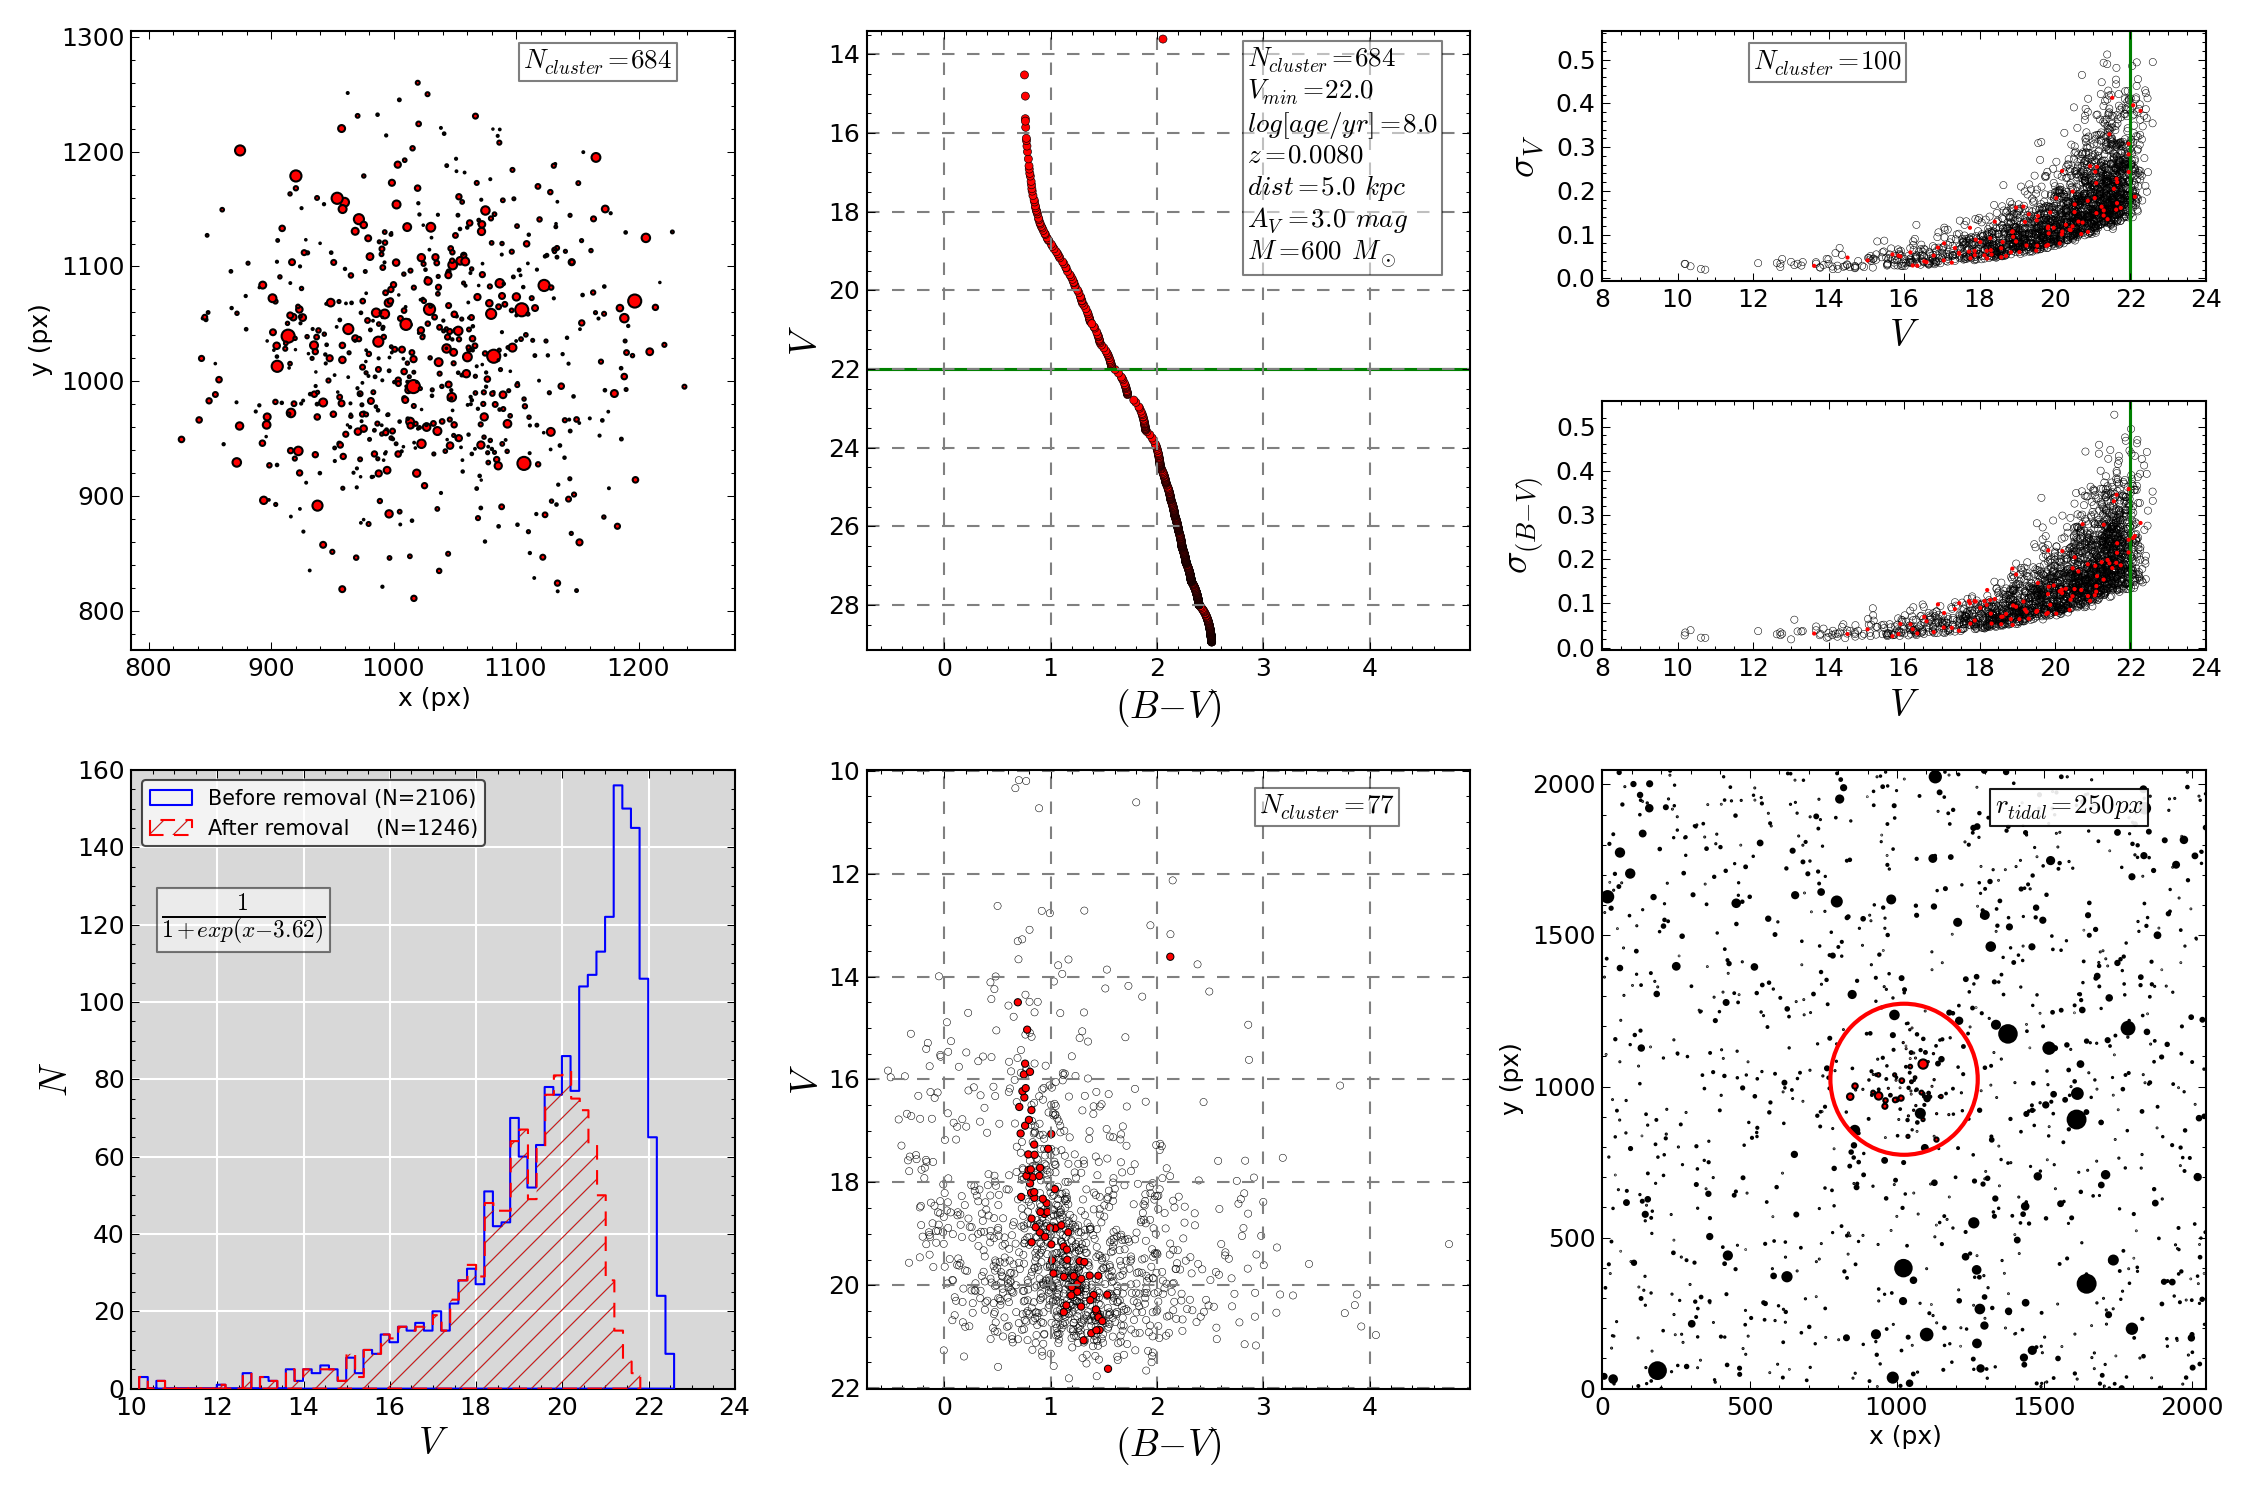 N_cluster=684
1300
1200
1100
1000
900
800
y (px)
800 900 1000 1100 1200
x (px)
N_cluster=684
V_min=22.0
log[age/yr]=8.0
z=0.0080
dist=5.0 kpc
A_V=3.0 mag
M=600 M_⊙
14
16
18
20
22
24
26
28
V
0 1 2 3 4
(B−V)
N_cluster=100
0.5
0.4
0.3
0.2
0.1
0.0
σ_V
8 10 12 14 16 18 20 22 24
V
0.5
0.4
0.3
0.2
0.1
0.0
σ_(B−V)
8 10 12 14 16 18 20 22 24
V
Before removal (N=2106)
After removal (N=1246)
1
1+exp(x−3.62)
160
140
120
100
80
60
40
20
0
N
10 12 14 16 18 20 22 24
V
N_cluster=77
10
12
14
16
18
20
22
V
0 1 2 3 4
(B−V)
r_tidal=250px
2000
1500
1000
500
0
y (px)
0 500 1000 1500 2000
x (px)